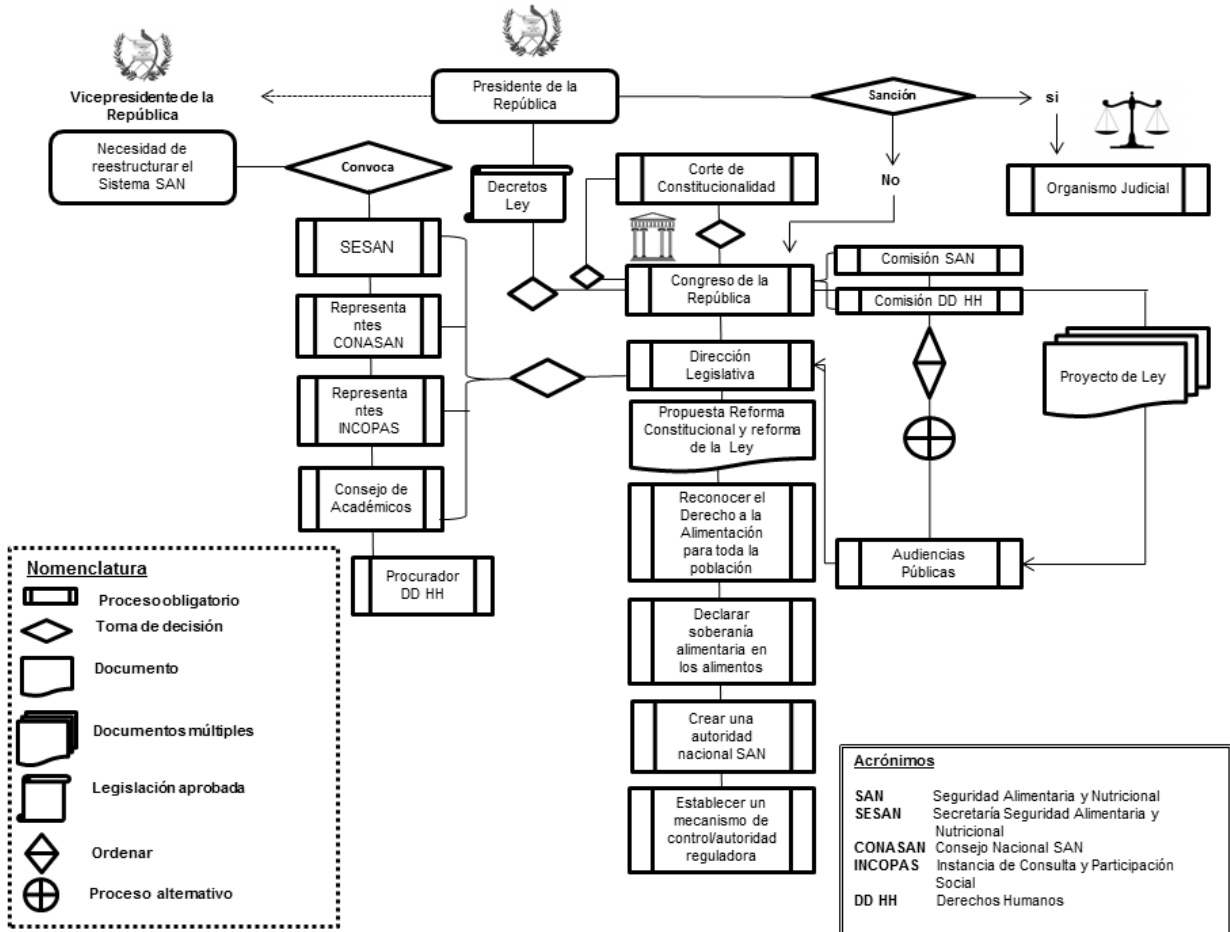 Vicepresidente de la
República
Necesidad de
reestructurar el
Sistema SAN
Convoca
Presidente de la
República
Sanción
si
No
Organismo Judicial
Decretos
Ley
Corte de
Constitucionalidad
SESAN
Representa
ntes
CONASAN
Representa
ntes
INCOPAS
Consejo de
Académicos
Procurador
DD HH
Congreso de la
República
Comisión SAN
Comisión DD HH
Dirección
Legislativa
Proyecto de Ley
Propuesta Reforma
Constitucional y reforma
de la Ley
Reconocer el
Derecho a la
Alimentación
para toda la
población
Audiencias
Públicas
Declarar
soberanía
alimentaria en
los alimentos
Crear una
autoridad
nacional SAN
Establecer un
mecanismo de
control/autoridad
reguladora
Nomenclatura
Proceso obligatorio
Toma de decisión
Documento
Documentos múltiples
Legislación aprobada
Ordenar
Proceso alternativo
Acrónimos
SAN Seguridad Alimentaria y Nutricional
SESAN Secretaría Seguridad Alimentaria y
Nutricional
CONASAN Consejo Nacional SAN
INCOPAS Instancia de Consulta y Participación
Social
DD HH Derechos Humanos